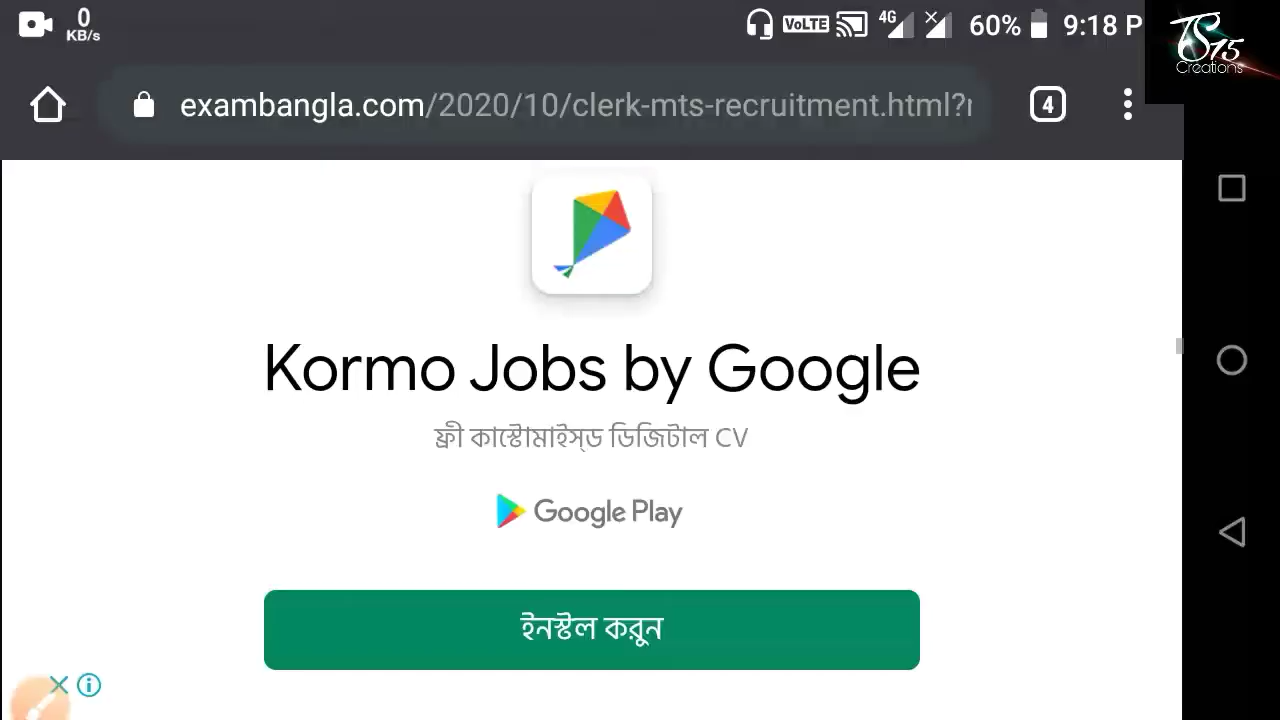 0
KB/s
VoLTE
4G
60%
9:18 P
TS15
Creations
exambangla.com/2020/10/clerk-mts-recruitment.html?r
4
Kormo Jobs by Google
ফ্রী কাস্টোমাইস্ড ডিজিটাল CV
Google Play
ইনস্টল করুন